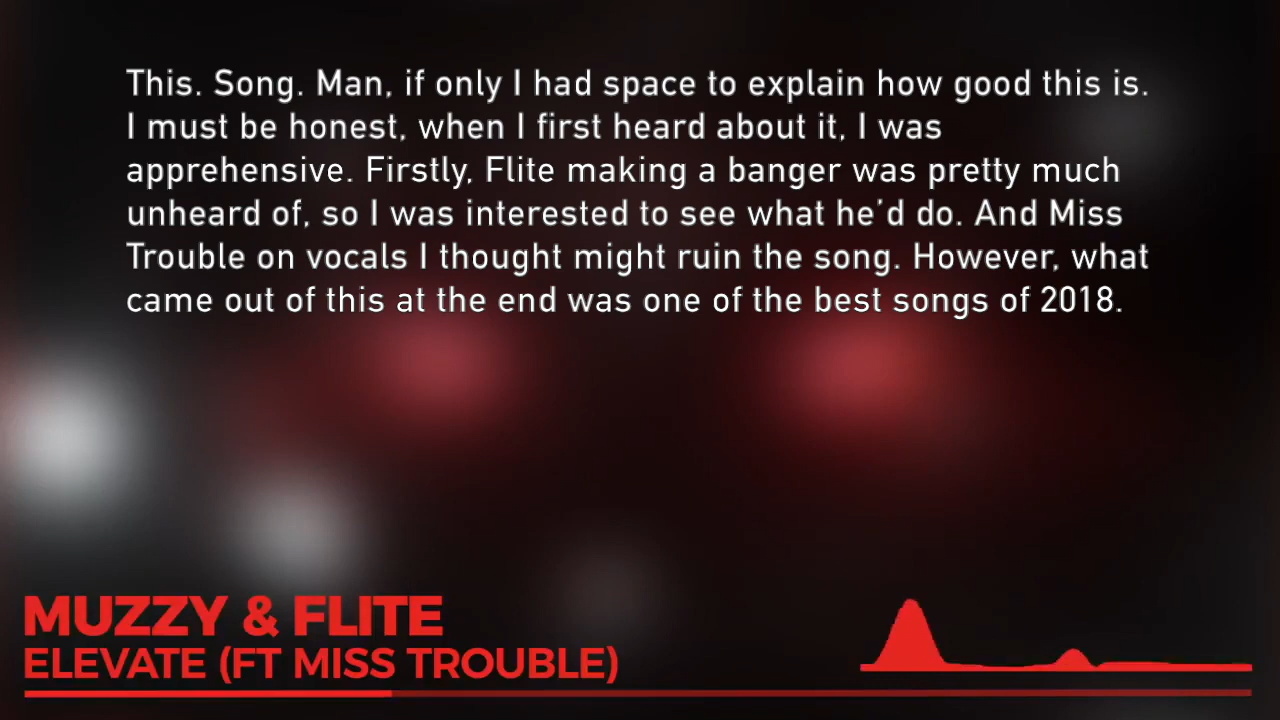 This. Song. Man, if only I had space to explain how good this is.
I must be honest, when I first heard about it, I was
apprehensive. Firstly, Flite making a banger was pretty much
unheard of, so I was interested to see what he'd do. And Miss
Trouble on vocals I thought might ruin the song. However, what
came out of this at the end was one of the best songs of 2018.
MUZZY & FLITE
ELEVATE (FT MISS TROUBLE)